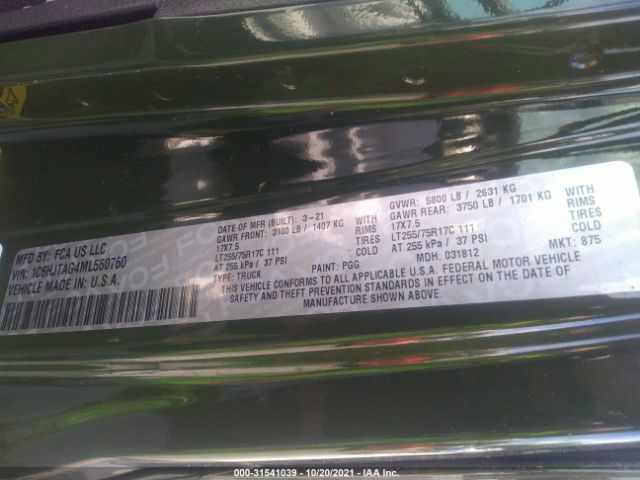 MFD BY: FCA US LLC
VIN: 1C6HJTAG4ML560760
VEHICLE MADE IN: U.S.A.
DATE OF MFR (BUILT): 3-21
GAWR FRONT: 3100 LB / 1407 KG WITH
17X7.5 RIMS
LT255/75R17C 111 TIRES
AT 255 kPa / 37 PSI COLD
TYPE: TRUCK PAINT: PGG
GVWR: 5800 LB / 2631 KG
GAWR REAR: 3750 LB / 1701 KG WITH
17X7.5 RIMS
LT255/75R17C 111 TIRES
AT 255 kPa / 37 PSI COLD
MDH: 031812 MKT: 875
THIS VEHICLE CONFORMS TO ALL APPLICABLE U.S.A. FEDERAL MOTOR VEHICLE
SAFETY AND THEFT PREVENTION STANDARDS IN EFFECT ON THE DATE OF
MANUFACTURE SHOWN ABOVE.
000-31541039 - 10/20/2021 - IAA Inc.